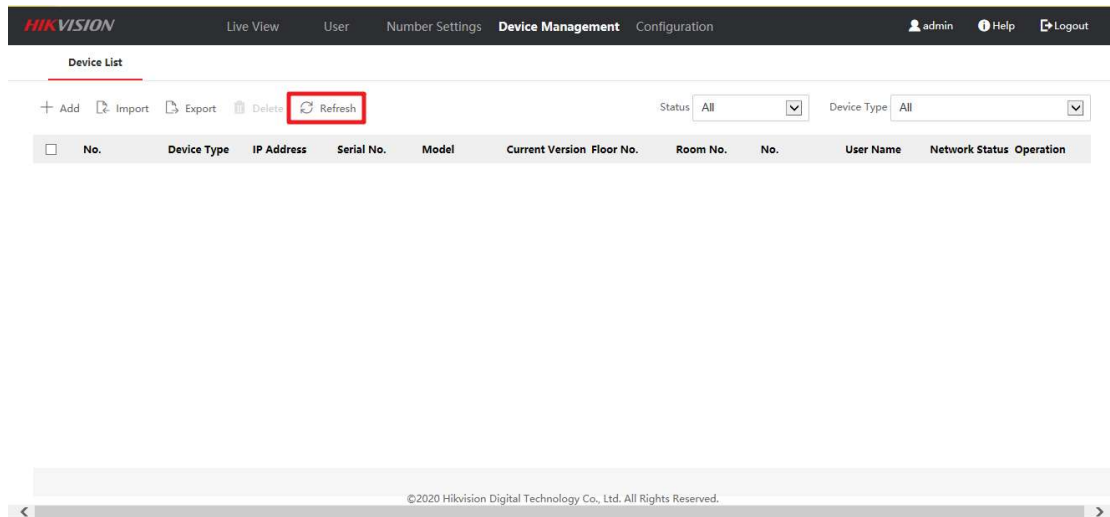 HIKVISION Live View User Number Settings Device Management Configuration admin Help Logout
Device List
Add Import Export Delete Refresh Status All Device Type All
No. Device Type IP Address Serial No. Model Current Version Floor No. Room No. No. User Name Network Status Operation
©2020 Hikvision Digital Technology Co., Ltd. All Rights Reserved.